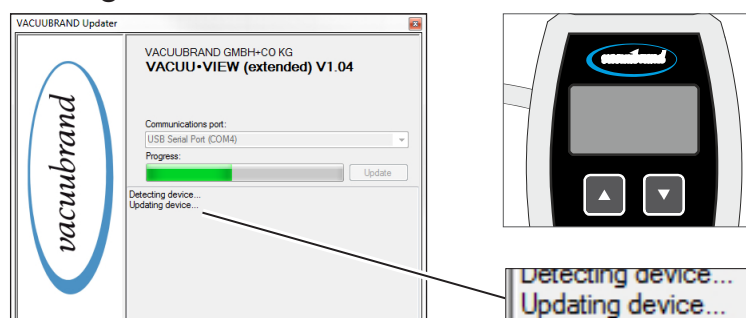 VACUUBRAND Updater
vacuubrand
VACUUBRAND GMBH+CO KG
VACUU•VIEW (extended) V1.04
Communications port:
USB Serial Port (COM4)
Progress:
Update
Detecting device...
Updating device...
vacuubrand
Detecting device...
Updating device...